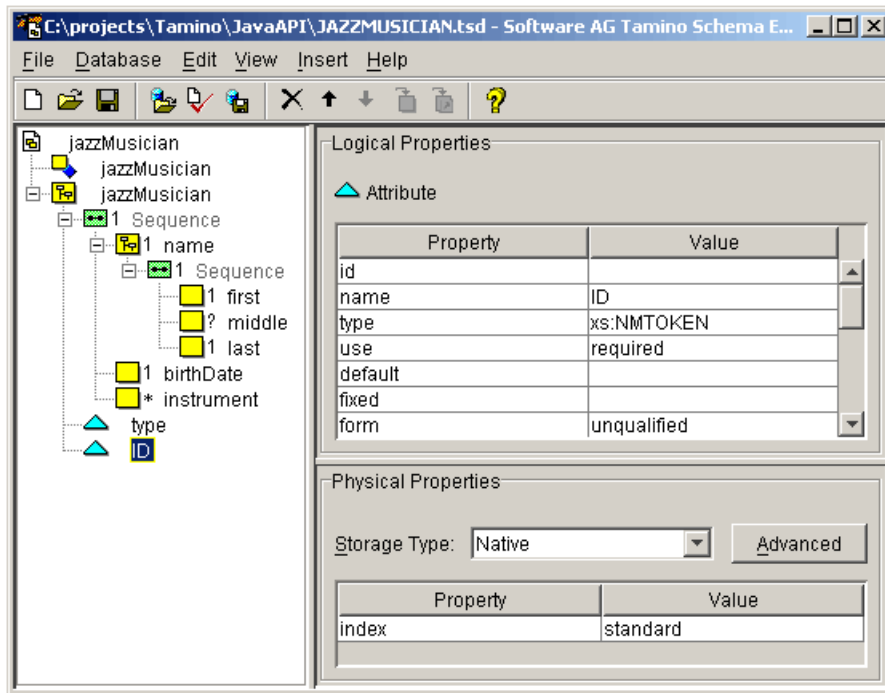 C:\projects\Tamino\JavaAPI\JAZZMUSICIAN.tsd - Software AG Tamino Schema E...
File Database Edit View Insert Help
jazzMusician
jazzMusician
jazzMusician
1 Sequence
1 name
1 Sequence
1 first
? middle
1 last
1 birthDate
* instrument
type
ID
Logical Properties
Attribute
Property Value
id
name ID
type xs:NMTOKEN
use required
default
fixed
form unqualified
Physical Properties
Storage Type: Native Advanced
Property Value
index standard